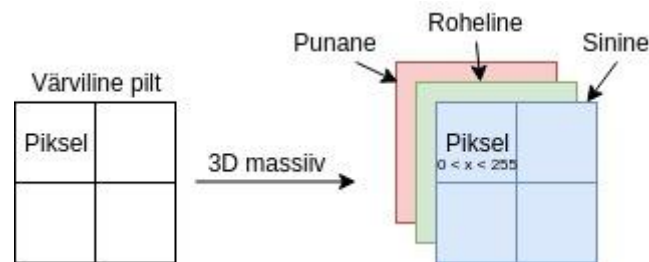 Värviline pilt
Piksel
3D massiiv
Punane
Roheline
Sinine
Piksel
0 < x < 255